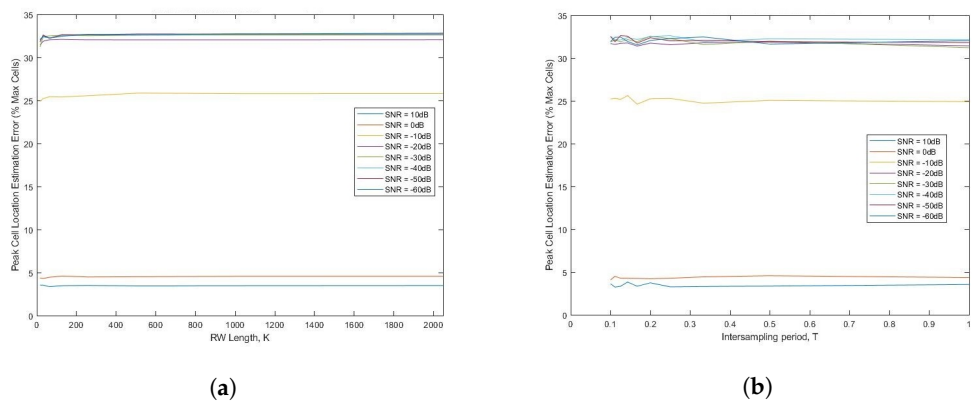 Peak Cell Location Estimation Error (% Max Cells)
35
30
25
20
15
10
5
0
0 200 400 600 800 1000 1200 1400 1600 1800 2000
RW Length, K
SNR = 10dB
SNR = 0dB
SNR = -10dB
SNR = -20dB
SNR = -30dB
SNR = -40dB
SNR = -50dB
SNR = -60dB
(a)
Peak Cell Location Estimation Error (% Max Cells)
35
30
25
20
15
10
5
0
0 0.1 0.2 0.3 0.4 0.5 0.6 0.7 0.8 0.9 1
Intersampling period, T
SNR = 10dB
SNR = 0dB
SNR = -10dB
SNR = -20dB
SNR = -30dB
SNR = -40dB
SNR = -50dB
SNR = -60dB
(b)